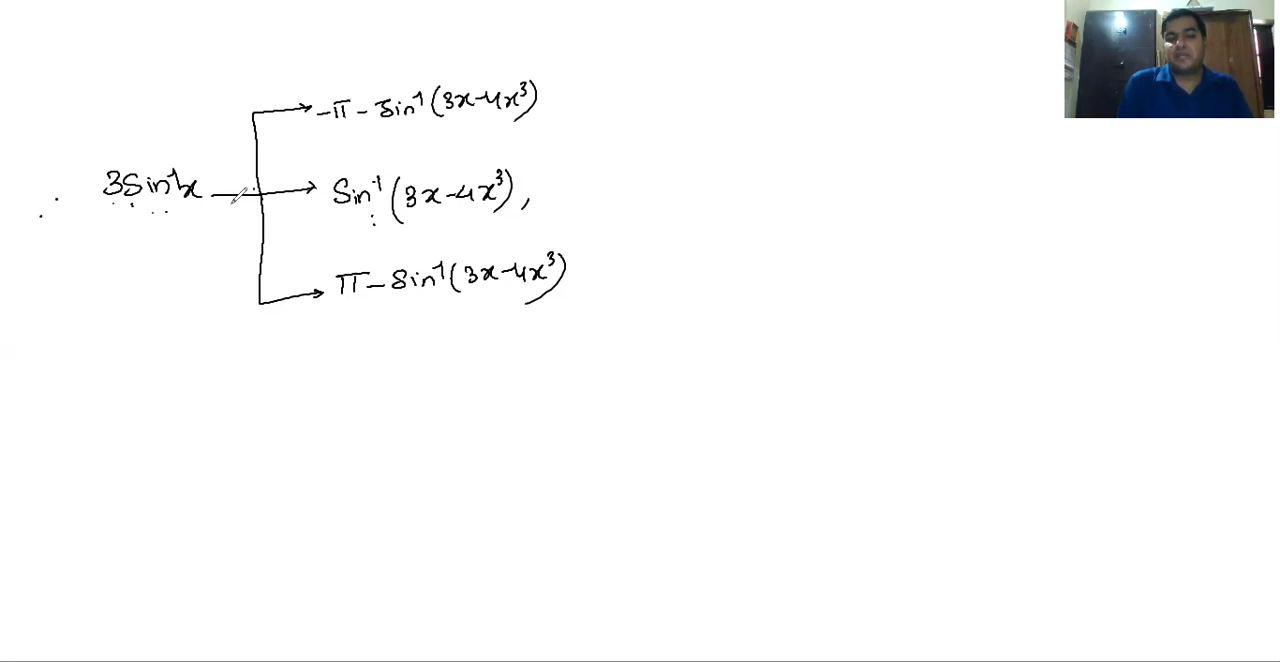 -π - Sin⁻¹(3x-4x³)
3Sin⁻¹x
Sin⁻¹(3x-4x³),
π - Sin⁻¹(3x-4x³)